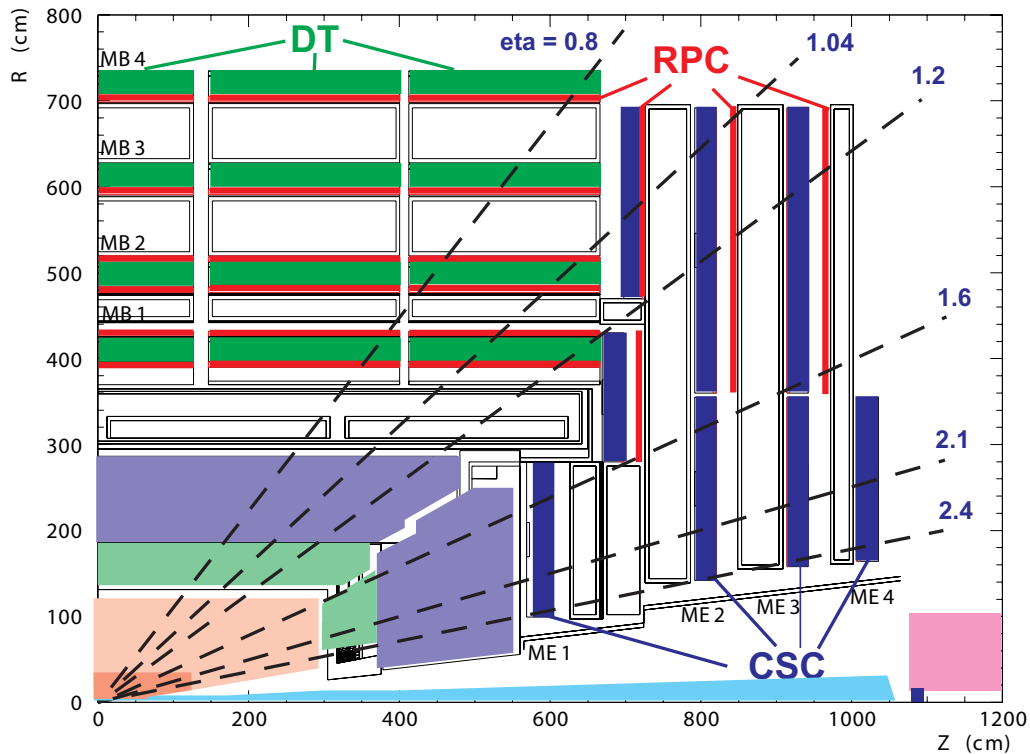 R (cm)
800
700
600
500
400
300
200
100
0
MB 4
MB 3
MB 2
MB 1
DT
eta = 0.8
RPC
1.04
1.2
1.6
2.1
2.4
ME 1
ME 2
ME 3
ME 4
CSC
0
200
400
600
800
1000
1200
Z (cm)